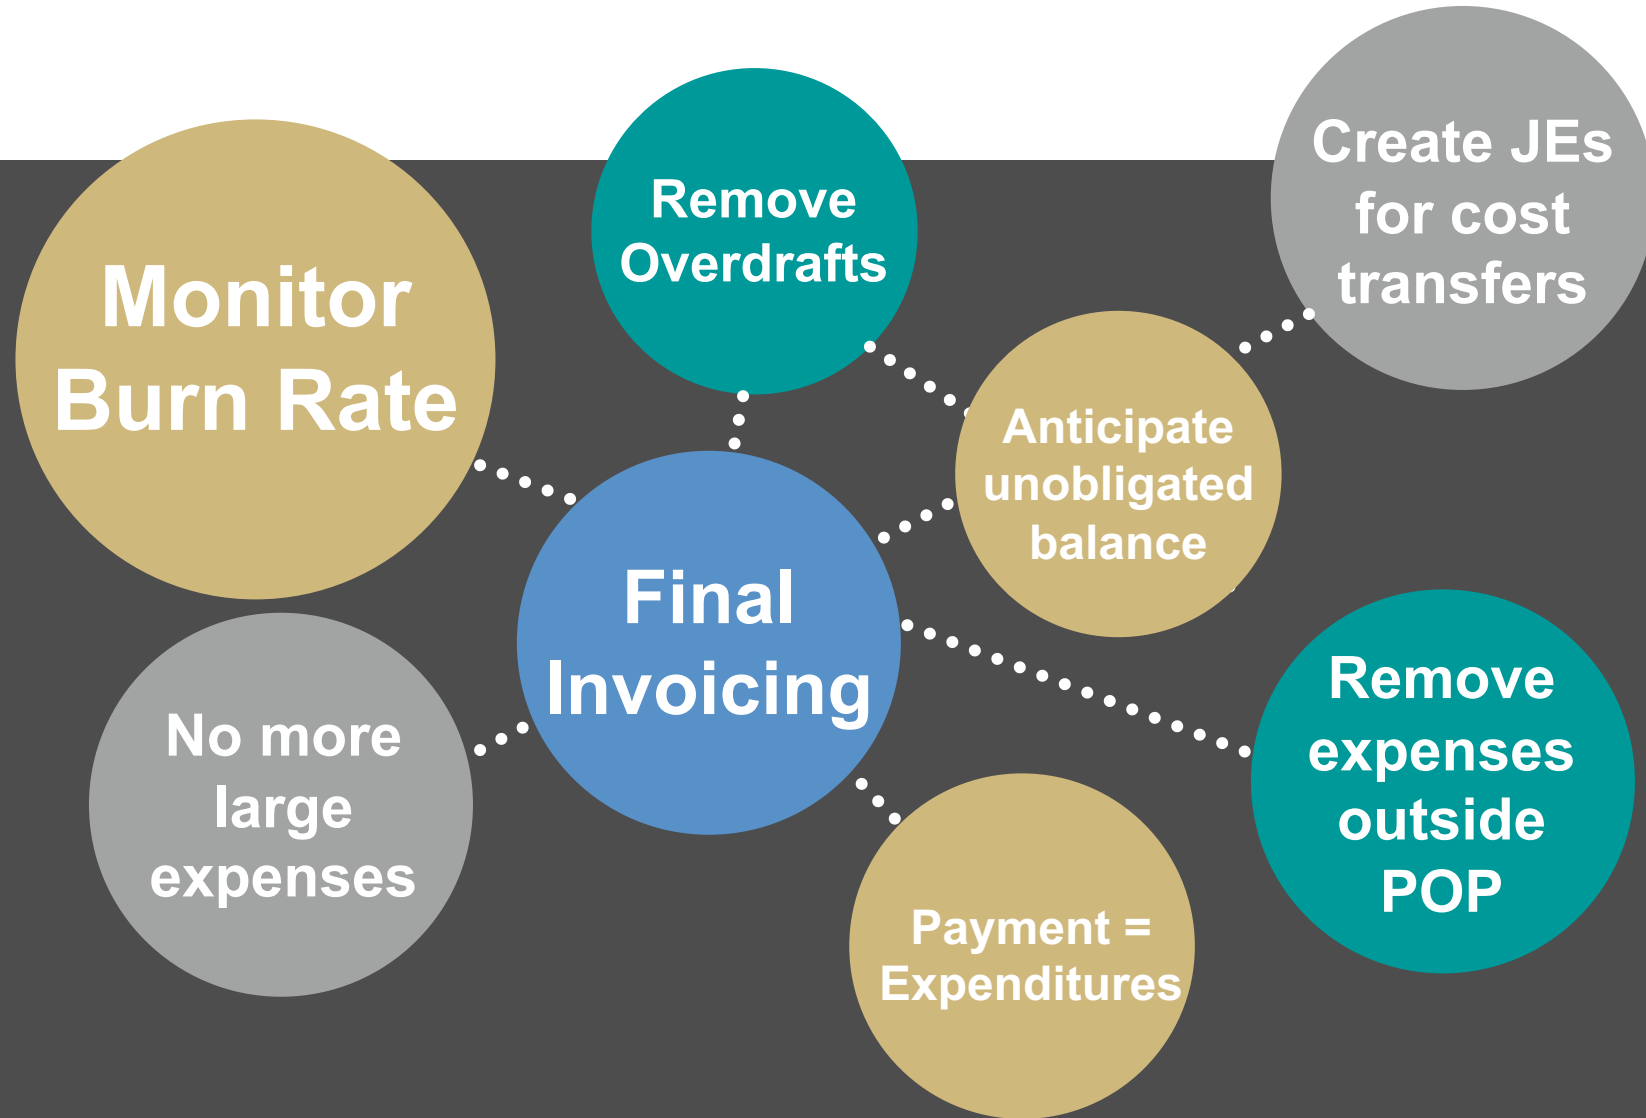 Monitor
Burn Rate
Remove
Overdrafts
Create JEs
for cost
transfers
Anticipate
unobligated
balance
Final
Invoicing
No more
large
expenses
Remove
expenses
outside
POP
Payment =
Expenditures